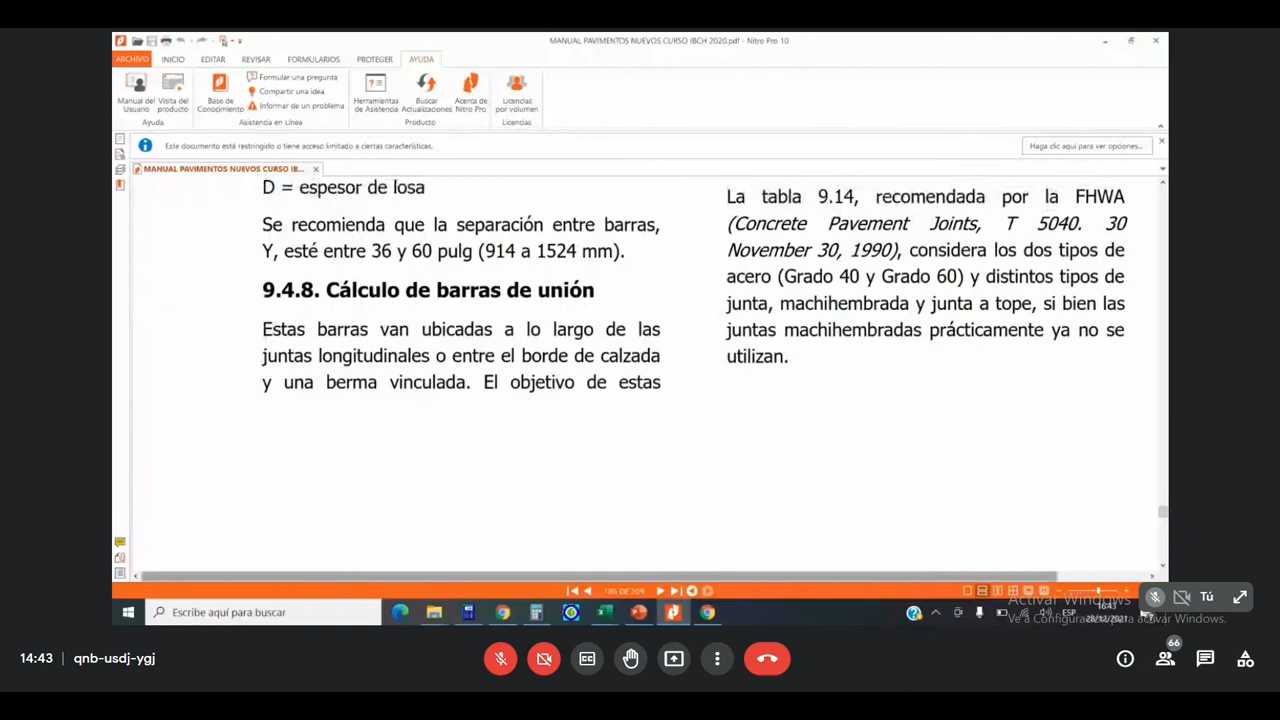 MANUAL PAVIMENTOS NUEVOS CURSO IBCH 2020.pdf - Nitro Pro 10
ARCHIVO INICIO EDITAR REVISAR FORMULARIOS PROTEGER AYUDA
Manual del Usuario
Visita del producto
Ayuda
Base de Conocimiento
Formular una pregunta
Compartir una idea
Informar de un problema
Asistencia en Línea
Herramientas de Asistencia
Buscar Actualizaciones
Acerca de Nitro Pro
Producto
Licencias por volumen
Licencias
Este documento está restringido o tiene acceso limitado a ciertas características.
Haga clic aquí para ver opciones...
MANUAL PAVIMENTOS NUEVOS CURSO IB...
D = espesor de losa
Se recomienda que la separación entre barras,
Y, esté entre 36 y 60 pulg (914 a 1524 mm).
9.4.8. Cálculo de barras de unión
Estas barras van ubicadas a lo largo de las
juntas longitudinales o entre el borde de calzada
y una berma vinculada. El objetivo de estas
La tabla 9.14, recomendada por la FHWA
(Concrete Pavement Joints, T 5040. 30
November 30, 1990), considera los dos tipos de
acero (Grado 40 y Grado 60) y distintos tipos de
junta, machihembrada y junta a tope, si bien las
juntas machihembradas prácticamente ya no se
utilizan.
185 DE 209
Activar Windows
Ve a Configuración para activar Windows.
Tú
Escribe aquí para buscar
ESP
16:43
28/12/2021
14:43 qnb-usdj-ygj
66